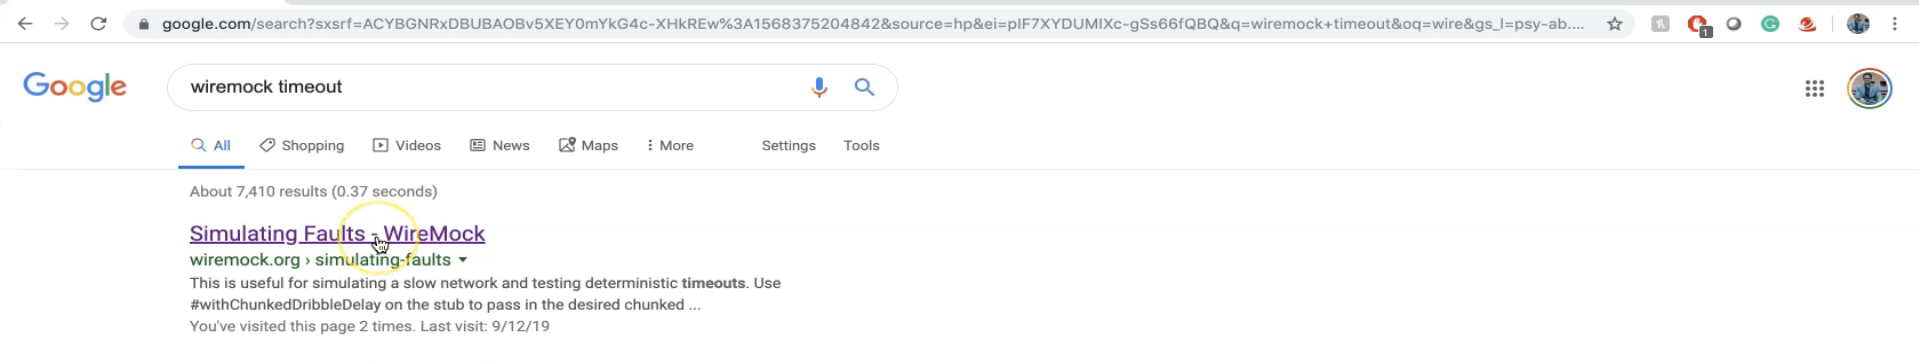 google.com/search?sxsrf=ACYBGNRxDBUBAOBv5XEY0mYkG4c-XHkREw%3A1568375204842&source=hp&ei=pIF7XYDUMIXc-gSs66fQBQ&q=wiremock+timeout&oq=wire&gs_l=psy-ab....
1
Google
wiremock timeout
All Shopping Videos News Maps More Settings Tools
About 7,410 results (0.37 seconds)
Simulating Faults - WireMock
wiremock.org › simulating-faults
This is useful for simulating a slow network and testing deterministic timeouts. Use
#withChunkedDribbleDelay on the stub to pass in the desired chunked ...
You've visited this page 2 times. Last visit: 9/12/19